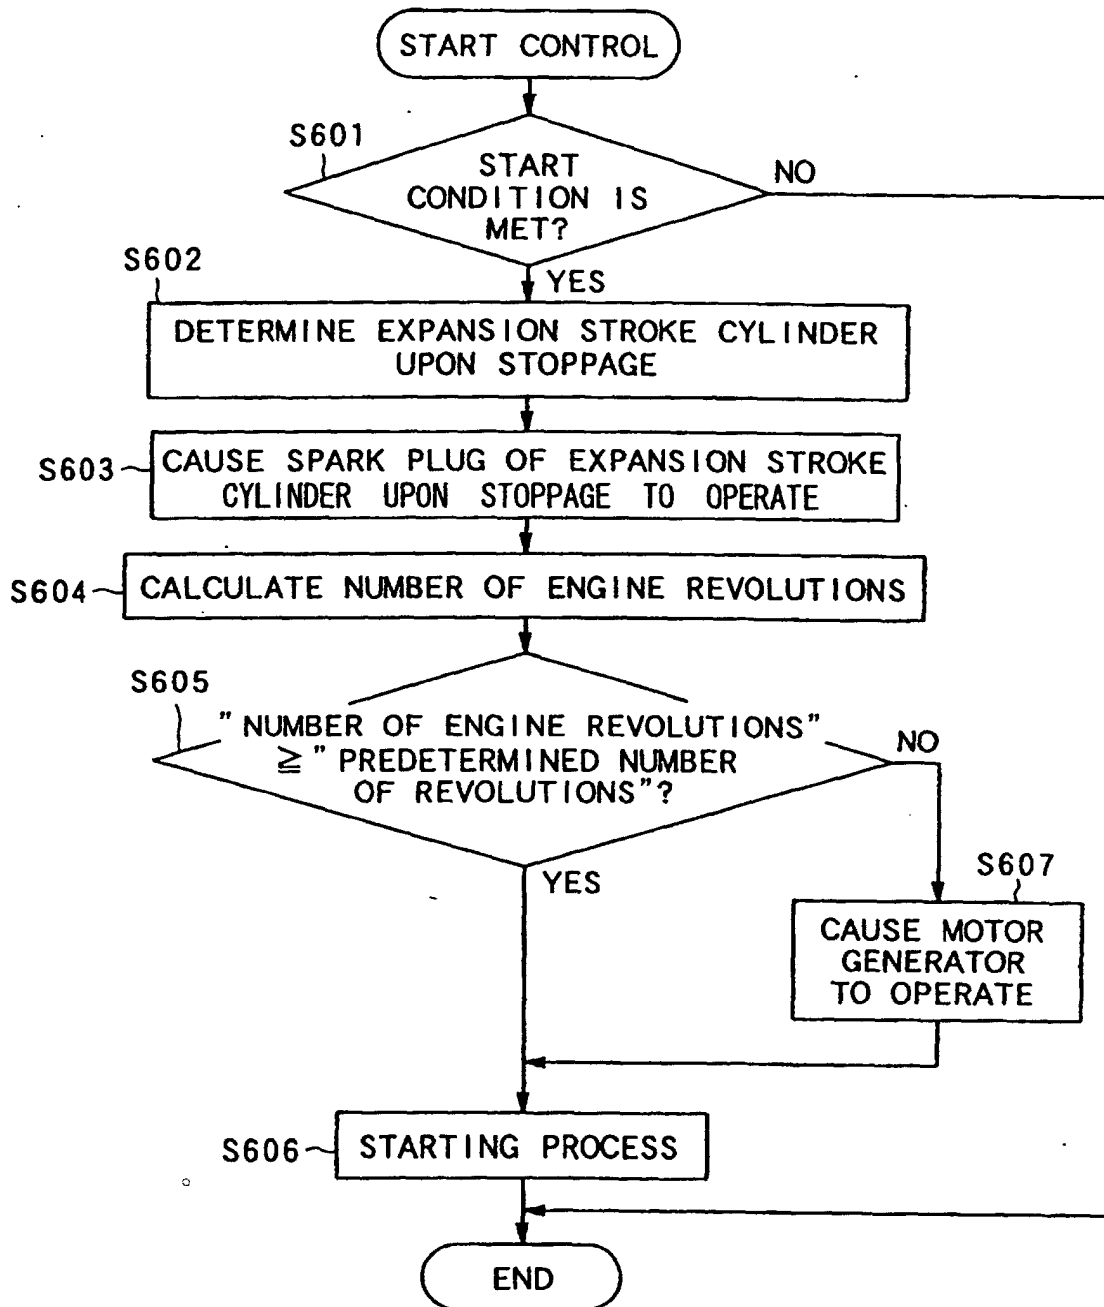 START CONTROL
S601
START
CONDITION IS
MET?
NO
YES
S602
DETERMINE EXPANSION STROKE CYLINDER
UPON STOPPAGE
S603
CAUSE SPARK PLUG OF EXPANSION STROKE
CYLINDER UPON STOPPAGE TO OPERATE
S604
CALCULATE NUMBER OF ENGINE REVOLUTIONS
S605
" NUMBER OF ENGINE REVOLUTIONS"
≧ " PREDETERMINED NUMBER
OF REVOLUTIONS"?
NO
YES
S607
CAUSE MOTOR
GENERATOR
TO OPERATE
S606
STARTING PROCESS
END